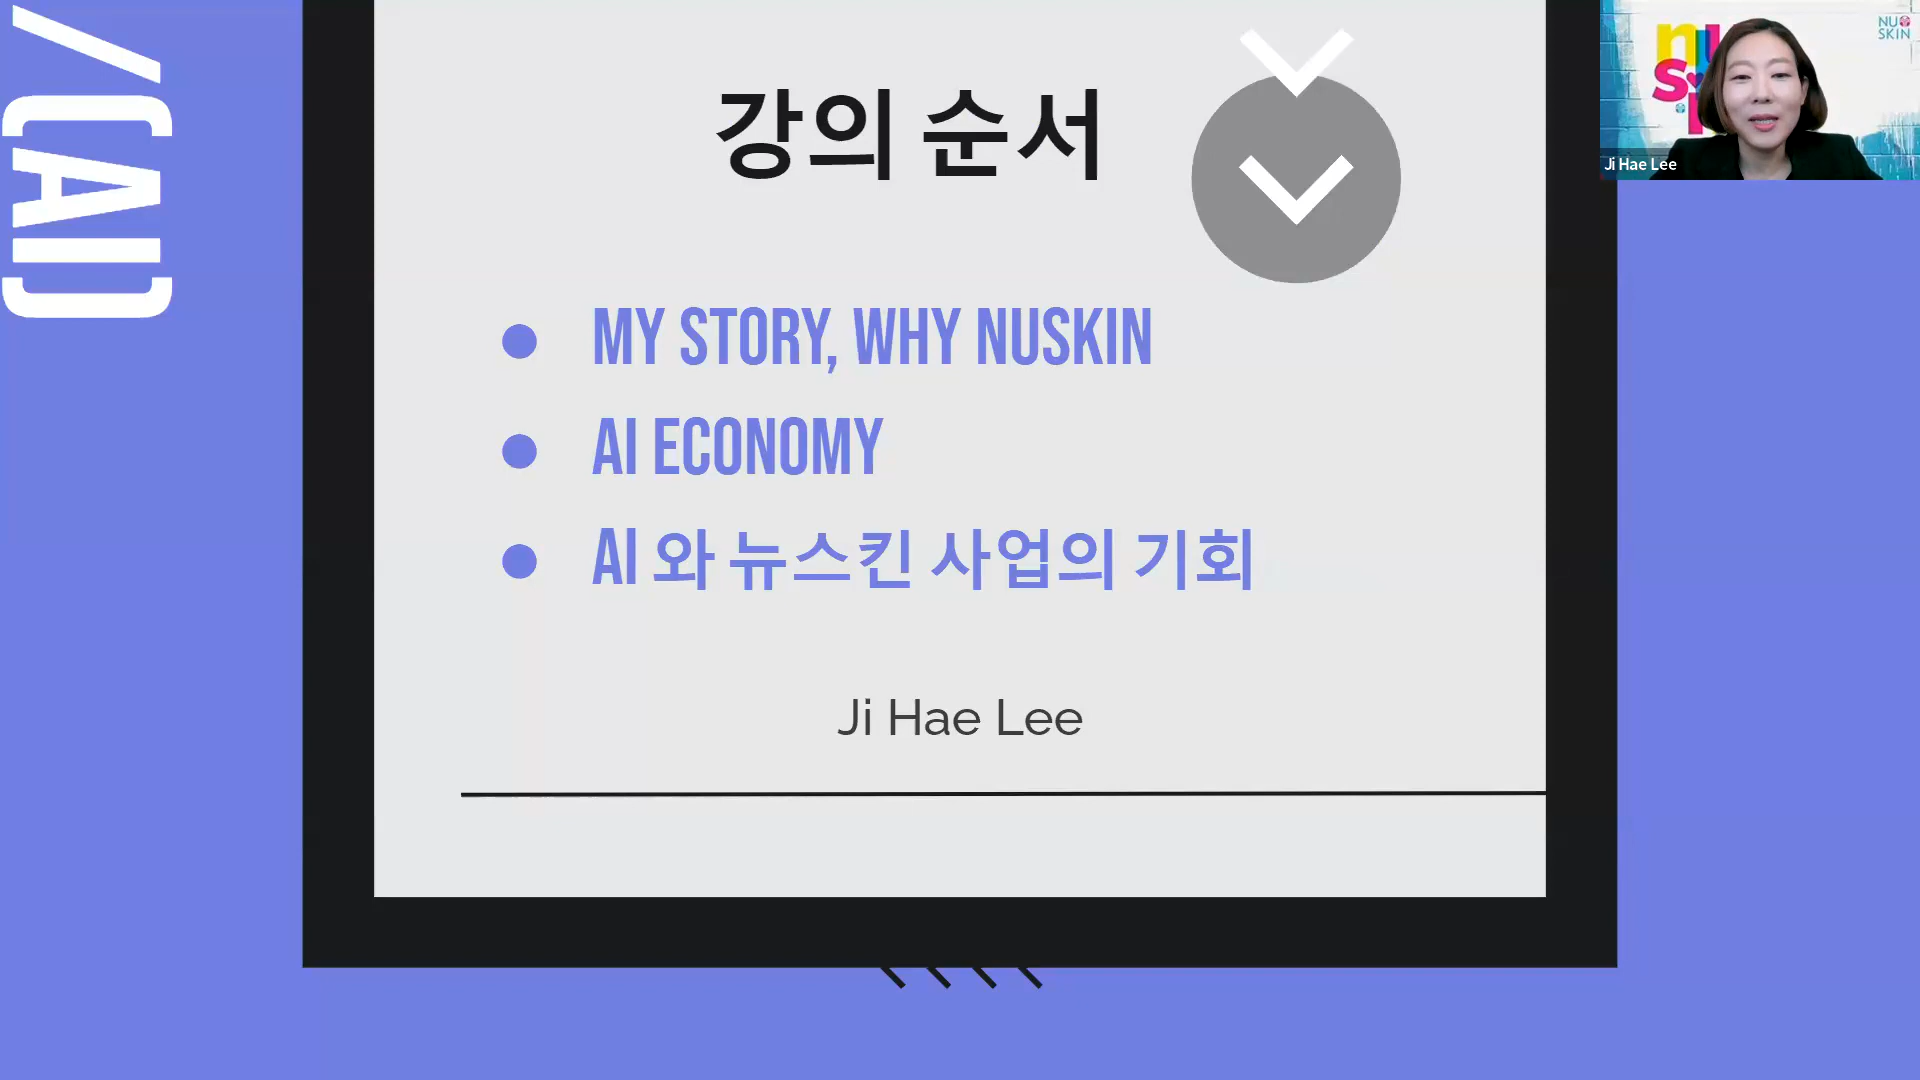 /(AI)
강의 순서
MY STORY, WHY NUSKIN
AI ECONOMY
AI 와 뉴스킨 사업의 기회
Ji Hae Lee
NU
SKIN
Ji Hae Lee